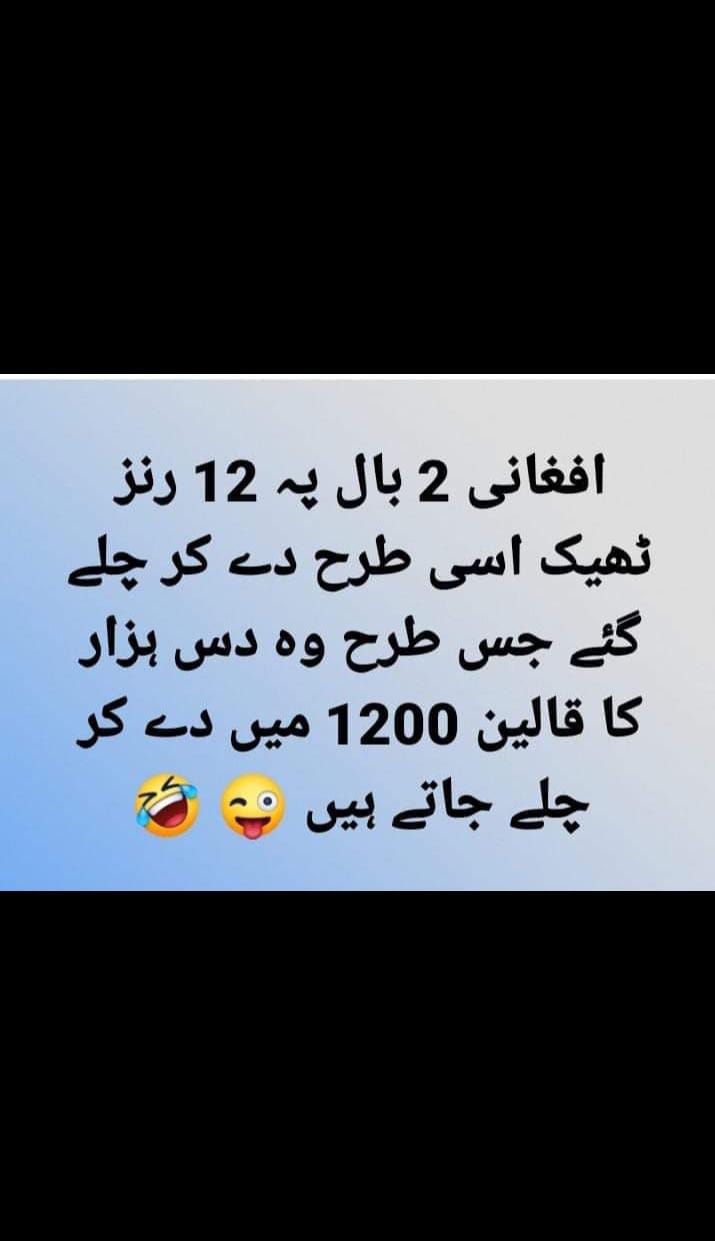 افغانی 2 بال پہ 12 رنز
ٹھیک اسی طرح دے کر چلے
گئے جس طرح وہ دس ہزار
کا قالین 1200 میں دے کر
چلے جاتے ہیں 😜 🤣